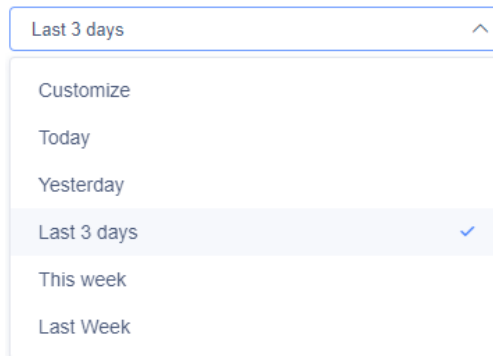 Last 3 days
Customize
Today
Yesterday
Last 3 days
This week
Last Week